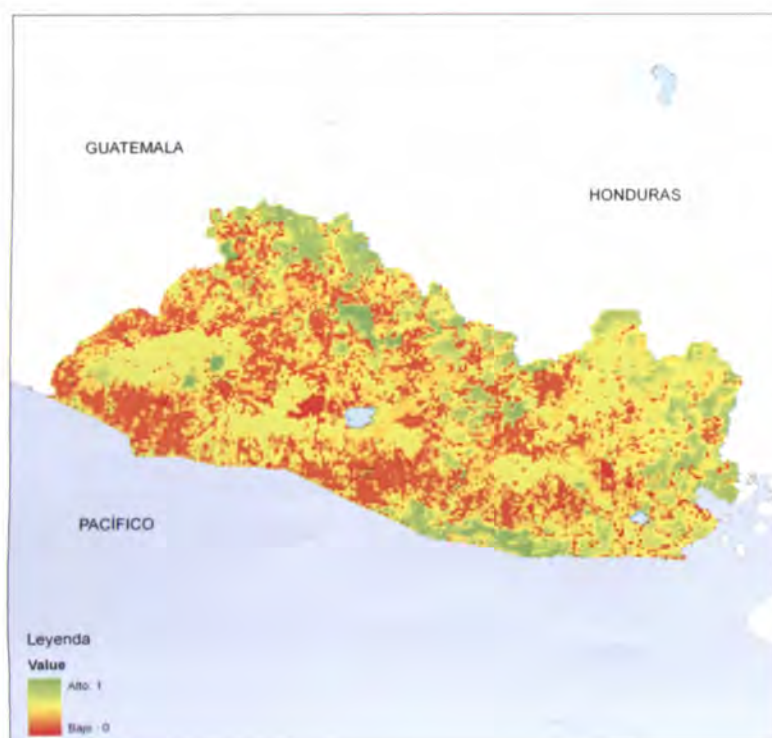 GUATEMALA
HONDURAS
PACÍFICO
Leyenda
Value
Alto: 1
Bajo : 0